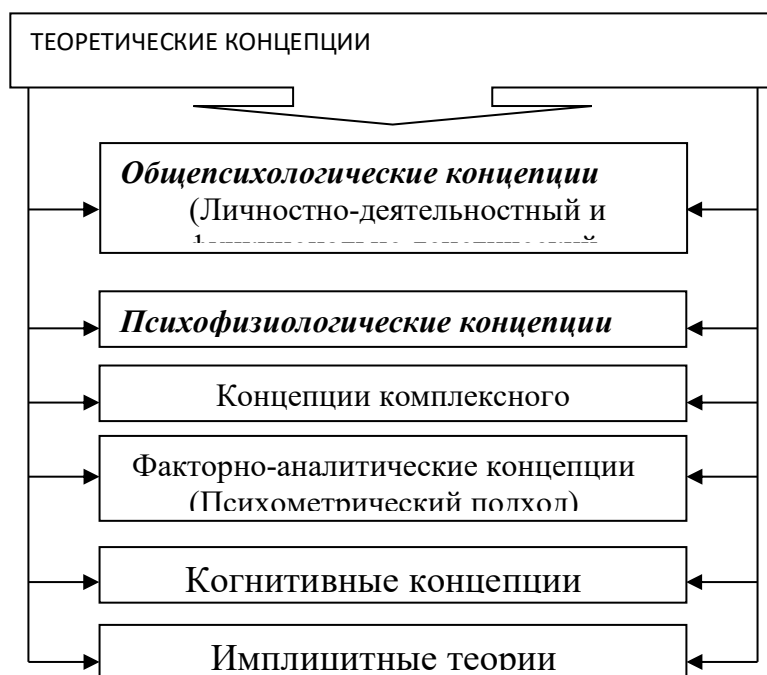 ТЕОРЕТИЧЕСКИЕ КОНЦЕПЦИИ
Общепсихологические концепции
(Личностно-деятельностный и
Психофизиологические концепции
Концепции комплексного
Факторно-аналитические концепции
(Психометрический подход)
Когнитивные концепции
Имплицитные теории